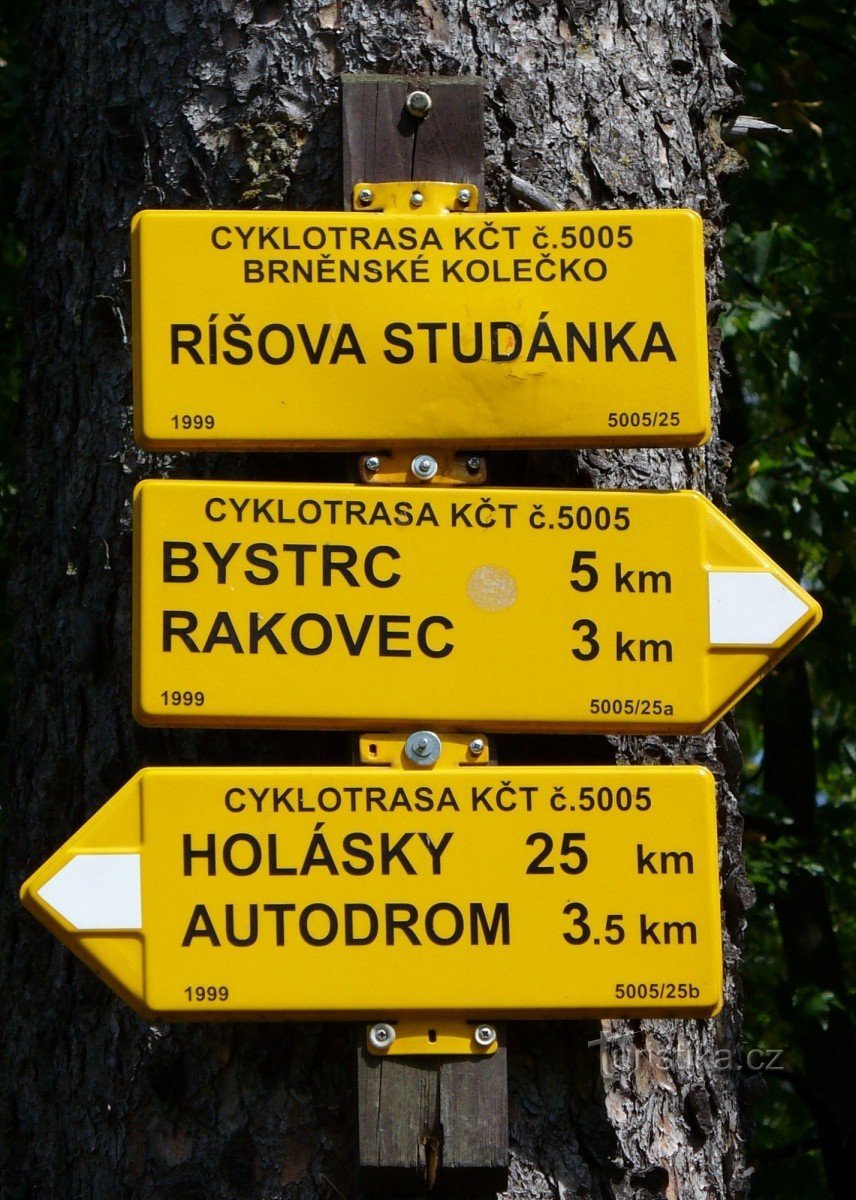 CYKLOTRASA KČT č.5005
BRNĚNSKÉ KOLEČKO
RÍŠOVA STUDÁNKA
1999 5005/25
CYKLOTRASA KČT č.5005
BYSTRC 5 km
RAKOVEC 3 km
1999 5005/25a
CYKLOTRASA KČT č.5005
HOLÁSKY 25 km
AUTODROM 3.5 km
1999 5005/25b
Turistika.cz